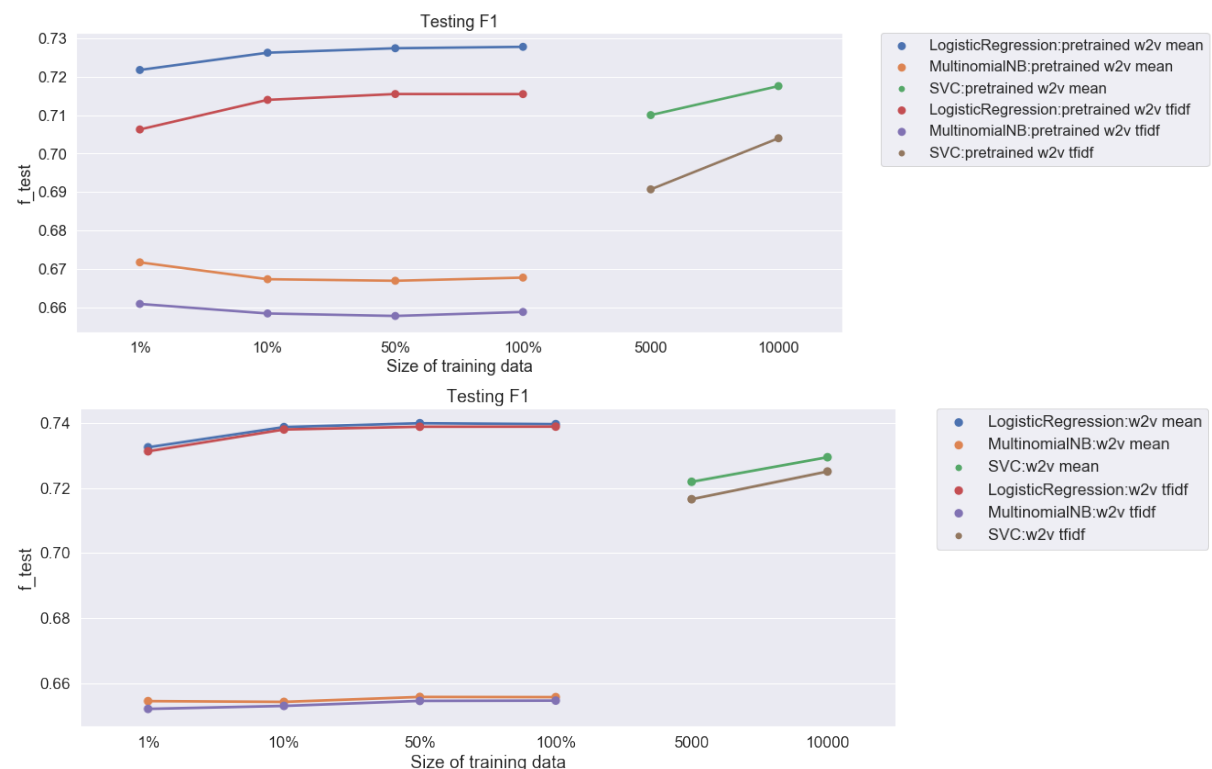 Testing F1
0.73
0.72
0.71
0.70
0.69
0.68
0.67
0.66
f_test
1% 10% 50% 100% 5000 10000
Size of training data
LogisticRegression:pretrained w2v mean
MultinomialNB:pretrained w2v mean
SVC:pretrained w2v mean
LogisticRegression:pretrained w2v tfidf
MultinomialNB:pretrained w2v tfidf
SVC:pretrained w2v tfidf
Testing F1
0.74
0.72
0.70
0.68
0.66
f_test
1% 10% 50% 100% 5000 10000
Size of training data
LogisticRegression:w2v mean
MultinomialNB:w2v mean
SVC:w2v mean
LogisticRegression:w2v tfidf
MultinomialNB:w2v tfidf
SVC:w2v tfidf